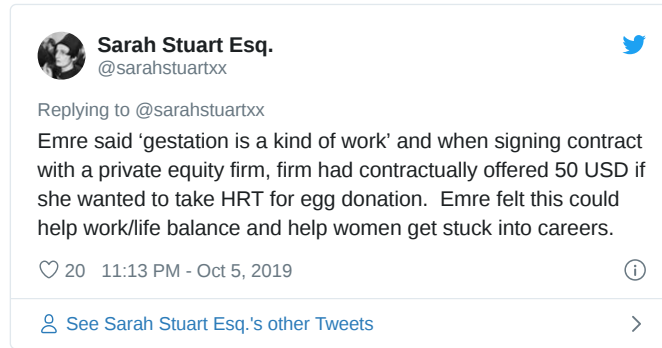 Sarah Stuart Esq.
@sarahstuartxx
Replying to @sarahstuartxx
Emre said ‘gestation is a kind of work’ and when signing contract
with a private equity firm, firm had contractually offered 50 USD if
she wanted to take HRT for egg donation.  Emre felt this could
help work/life balance and help women get stuck into careers.
20 11:13 PM - Oct 5, 2019
See Sarah Stuart Esq.'s other Tweets